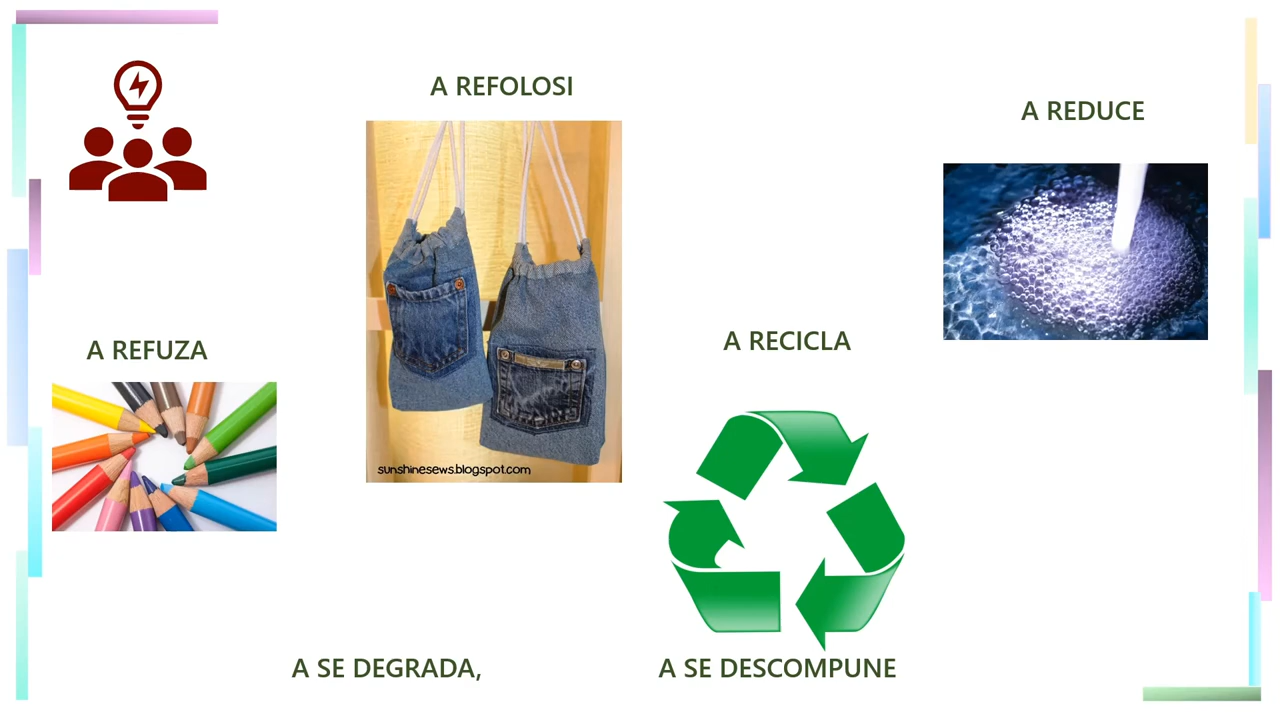 A REFOLOSI
A REDUCE
A RECICLA
A REFUZA
sunshinesews.blogspot.com
A SE DEGRADA,
A SE DESCOMPUNE